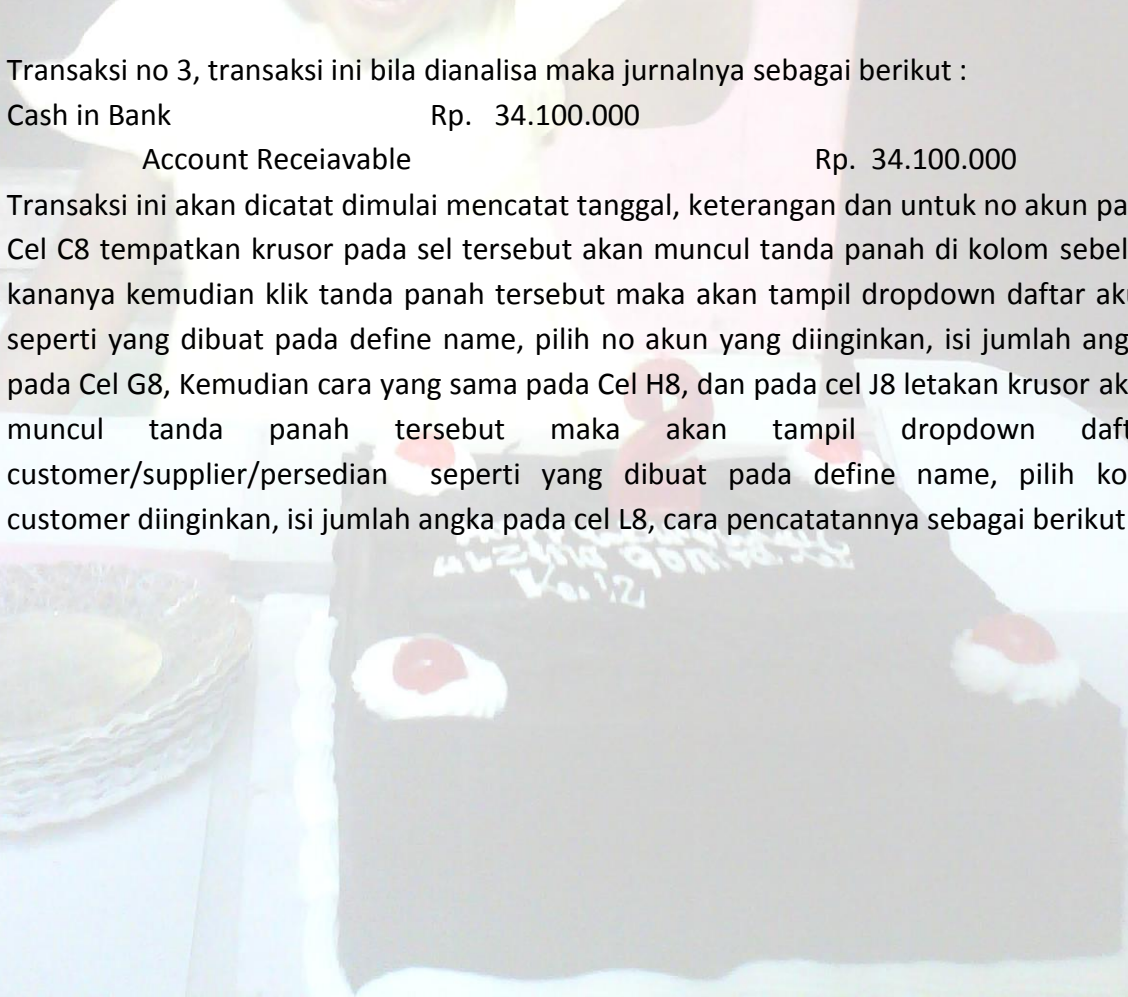 Transaksi no 3, transaksi ini bila dianalisa maka jurnalnya sebagai berikut :
Cash in Bank Rp. 34.100.000
Account Receiavable Rp. 34.100.000
Transaksi ini akan dicatat dimulai mencatat tanggal, keterangan dan untuk no akun pa
Cel C8 tempatkan krusor pada sel tersebut akan muncul tanda panah di kolom sebel
kananya kemudian klik tanda panah tersebut maka akan tampil dropdown daftar aku
seperti yang dibuat pada define name, pilih no akun yang diinginkan, isi jumlah ang
pada Cel G8, Kemudian cara yang sama pada Cel H8, dan pada cel J8 letakan krusor ak
muncul tanda panah tersebut maka akan tampil dropdown daft
customer/supplier/persedian seperti yang dibuat pada define name, pilih ko
customer diinginkan, isi jumlah angka pada cel L8, cara pencatatannya sebagai berikut
2